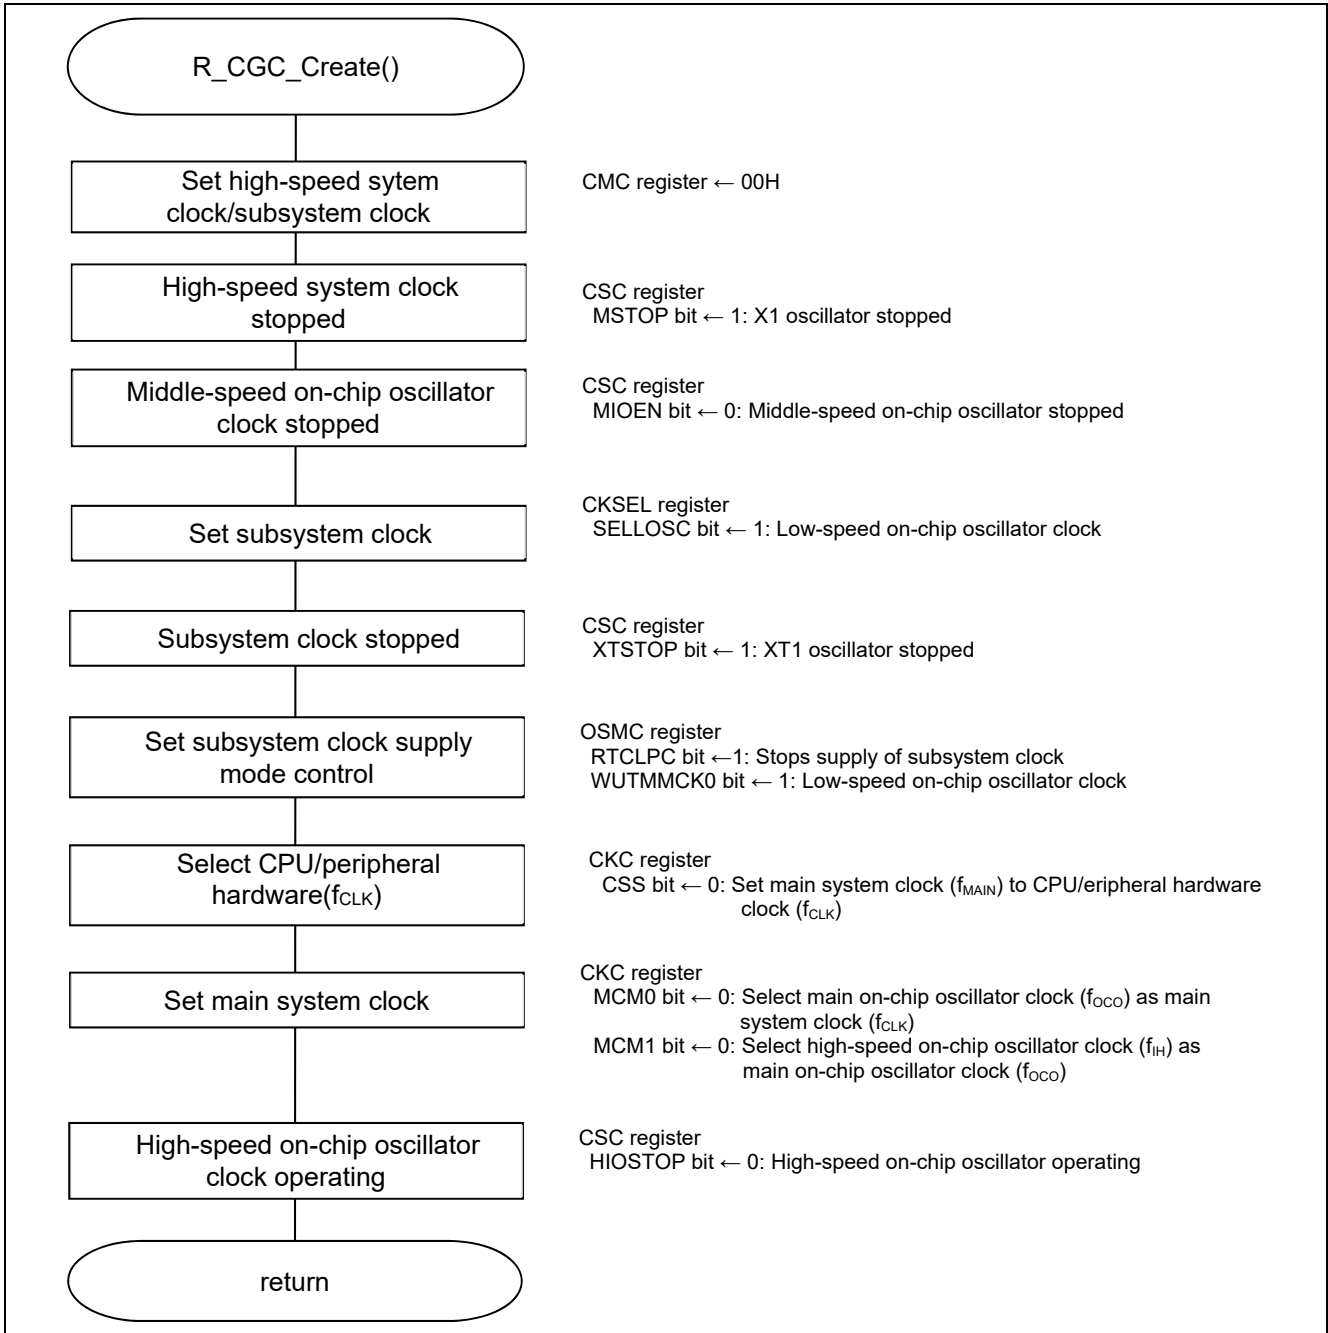 R_CGC_Create()
Set high-speed sytem
clock/subsystem clock
CMC register ← 00H
High-speed system clock
stopped
CSC register
MSTOP bit ← 1: X1 oscillator stopped
Middle-speed on-chip oscillator
clock stopped
CSC register
MIOEN bit ← 0: Middle-speed on-chip oscillator stopped
Set subsystem clock
CKSEL register
SELLOSC bit ← 1: Low-speed on-chip oscillator clock
Subsystem clock stopped
CSC register
XTSTOP bit ← 1: XT1 oscillator stopped
Set subsystem clock supply
mode control
OSMC register
RTCLPC bit ←1: Stops supply of subsystem clock
WUTMMCK0 bit ← 1: Low-speed on-chip oscillator clock
Select CPU/peripheral
hardware(fCLK)
CKC register
CSS bit ← 0: Set main system clock (fMAIN) to CPU/eripheral hardware
clock (fCLK)
Set main system clock
CKC register
MCM0 bit ← 0: Select main on-chip oscillator clock (fOCO) as main
system clock (fCLK)
MCM1 bit ← 0: Select high-speed on-chip oscillator clock (fIH) as
main on-chip oscillator clock (fOCO)
High-speed on-chip oscillator
clock operating
CSC register
HIOSTOP bit ← 0: High-speed on-chip oscillator operating
return